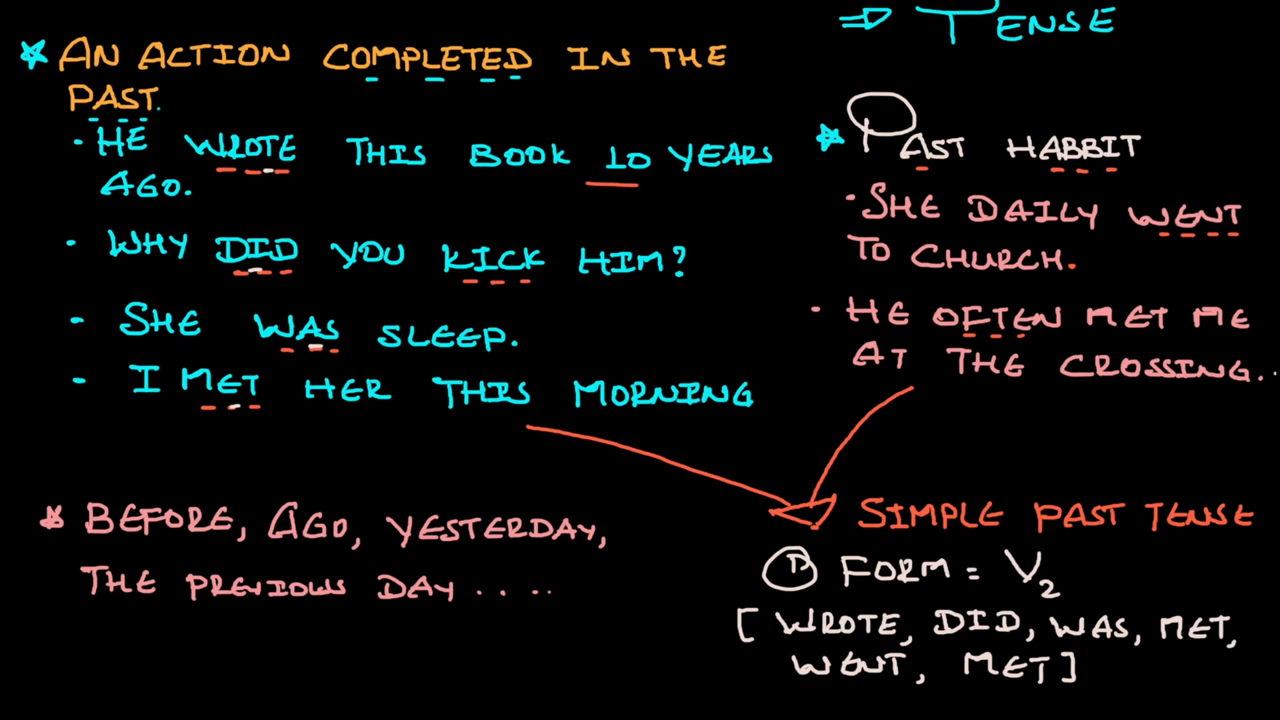 ⇒ TENSE
* AN ACTION COMPLETED IN THE
PAST.
· HE WROTE THIS BOOK 10 YEARS
AGO.
· WHY DID YOU KICK HIM?
· SHE WAS SLEEP.
· I MET HER THIS MORNING
* BEFORE, AGO, YESTERDAY,
THE PREVIOUS DAY.....
* PAST HABBIT
· SHE DAILY WENT
TO CHURCH.
· HE OFTEN MET ME
AT THE CROSSING..
SIMPLE PAST TENSE
B FORM = V2
[WROTE, DID, WAS, MET,
WENT, MET]